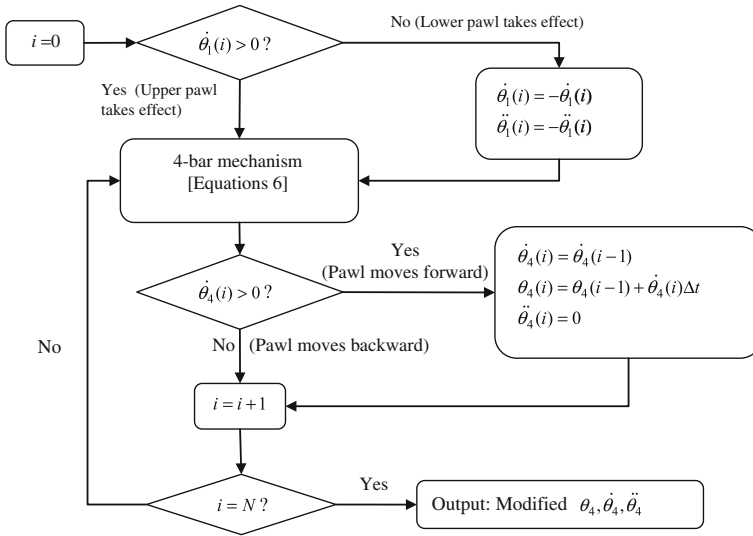 i=0
θ̇₁(i) > 0 ?
No (Lower pawl takes effect)
Yes (Upper pawl
takes effect)
θ̇₁(i) = −θ̇₁(i)
θ̈₁(i) = −θ̈₁(i)
4-bar mechanism
[Equations 6]
Yes
(Pawl moves forward)
θ̇₄(i) > 0 ?
θ̇₄(i) = θ̇₄(i−1)
θ₄(i) = θ₄(i−1) + θ̇₄(i)Δt
θ̈₄(i) = 0
No
No (Pawl moves backward)
i = i+1
i = N ?
Yes
Output: Modified θ₄, θ̇₄, θ̈₄